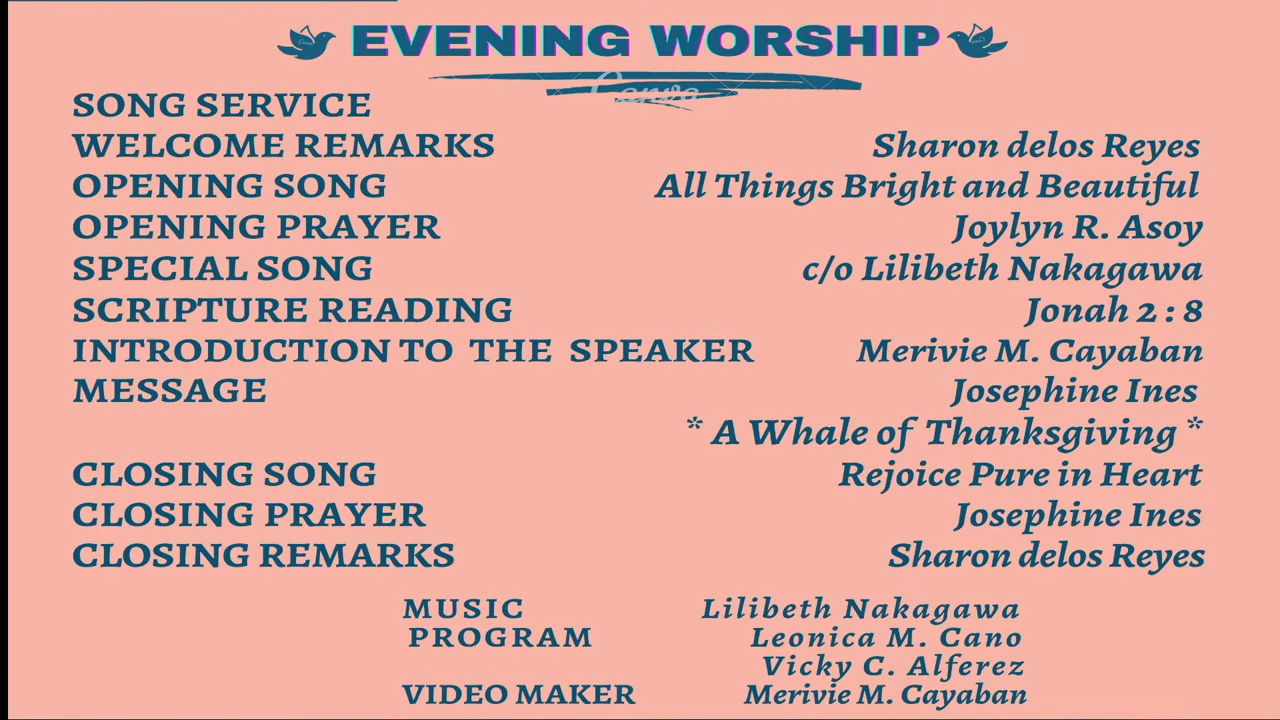 EVENING WORSHIP
Canva
SONG SERVICE
WELCOME REMARKS Sharon delos Reyes
OPENING SONG All Things Bright and Beautiful
OPENING PRAYER Joylyn R. Asoy
SPECIAL SONG c/o Lilibeth Nakagawa
SCRIPTURE READING Jonah 2 : 8
INTRODUCTION TO THE SPEAKER Merivie M. Cayaban
MESSAGE Josephine Ines
* A Whale of Thanksgiving *
CLOSING SONG Rejoice Pure in Heart
CLOSING PRAYER Josephine Ines
CLOSING REMARKS Sharon delos Reyes
MUSIC Lilibeth Nakagawa
PROGRAM Leonica M. Cano
Vicky C. Alferez
VIDEO MAKER Merivie M. Cayaban